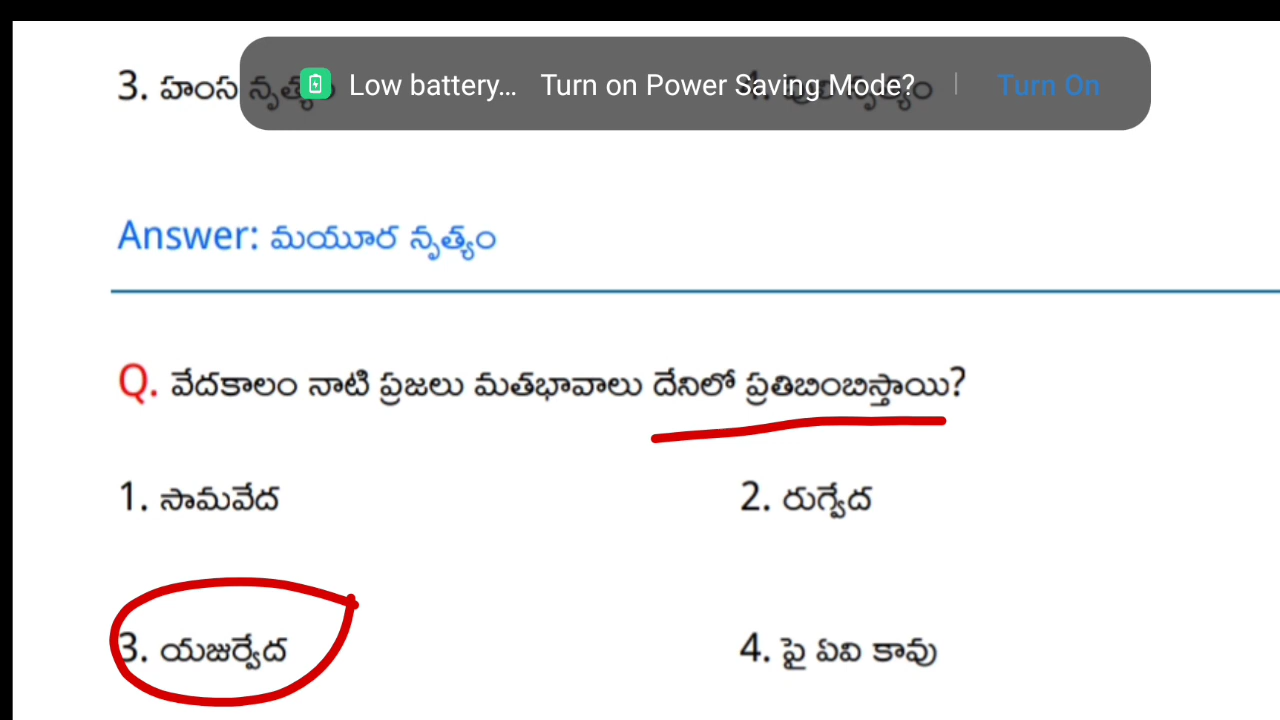 3. హంస నృత్యం
Low battery... Turn on Power Saving Mode? Turn On
Answer: మయూర నృత్యం
Q. వేదకాలం నాటి ప్రజలు మతభావాలు దేనిలో ప్రతిబింబిస్తాయి?
1. సామవేద 2. రుగ్వేద
3. యజుర్వేద 4. పై ఏవి కావు